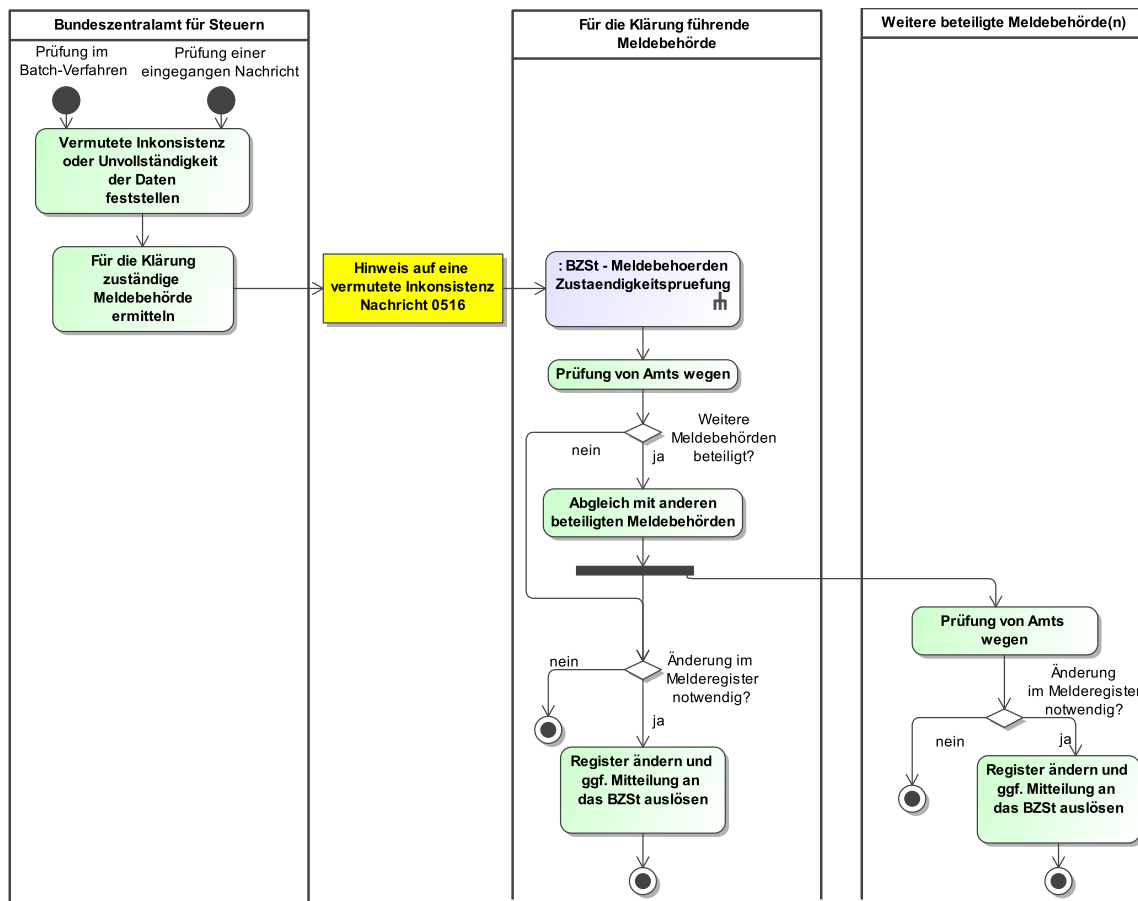 Bundeszentralamt für Steuern
Prüfung im
Batch-Verfahren
Prüfung einer
eingegangen Nachricht
Vermutete Inkonsistenz
oder Unvollständigkeit
der Daten
feststellen
Für die Klärung
zuständige
Meldebehörde
ermitteln
Hinweis auf eine
vermutete Inkonsistenz
Nachricht 0516
Für die Klärung führende
Meldebehörde
: BZSt - Meldebehoerden
Zustaendigkeitspruefung
Prüfung von Amts wegen
Weitere
Meldebehörden
beteiligt?
nein
ja
Abgleich mit anderen
beteiligten Meldebehörden
nein
Änderung im
Melderegister
notwendig?
ja
Register ändern und
ggf. Mitteilung an
das BZSt auslösen
Weitere beteiligte Meldebehörde(n)
Prüfung von Amts
wegen
Änderung
im Melderegister
notwendig?
nein
ja
Register ändern und
ggf. Mitteilung an
das BZSt auslösen